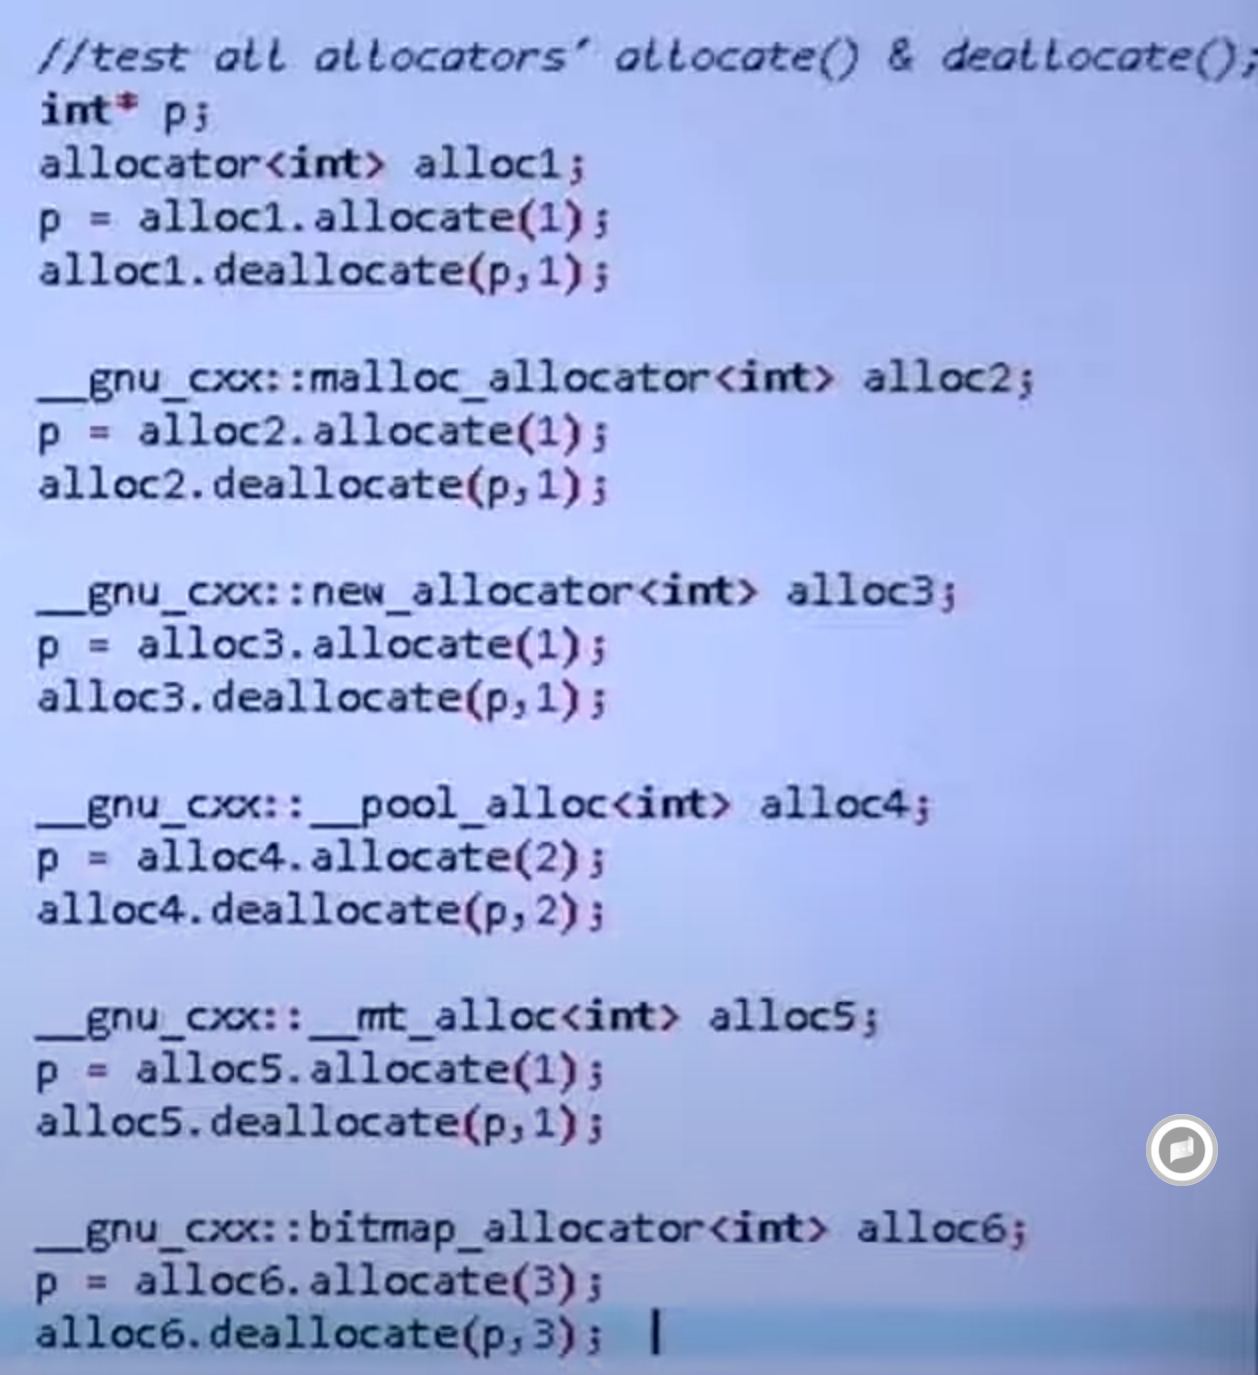 //test all allocators' allocate() & deallocate();
int* p;
allocator<int> alloc1;
p = alloc1.allocate(1);
alloc1.deallocate(p,1);
__gnu_cxx::malloc_allocator<int> alloc2;
p = alloc2.allocate(1);
alloc2.deallocate(p,1);
__gnu_cxx::new_allocator<int> alloc3;
p = alloc3.allocate(1);
alloc3.deallocate(p,1);
__gnu_cxx::__pool_alloc<int> alloc4;
p = alloc4.allocate(2);
alloc4.deallocate(p,2);
__gnu_cxx::__mt_alloc<int> alloc5;
p = alloc5.allocate(1);
alloc5.deallocate(p,1);
__gnu_cxx::bitmap_allocator<int> alloc6;
p = alloc6.allocate(3);
alloc6.deallocate(p,3);